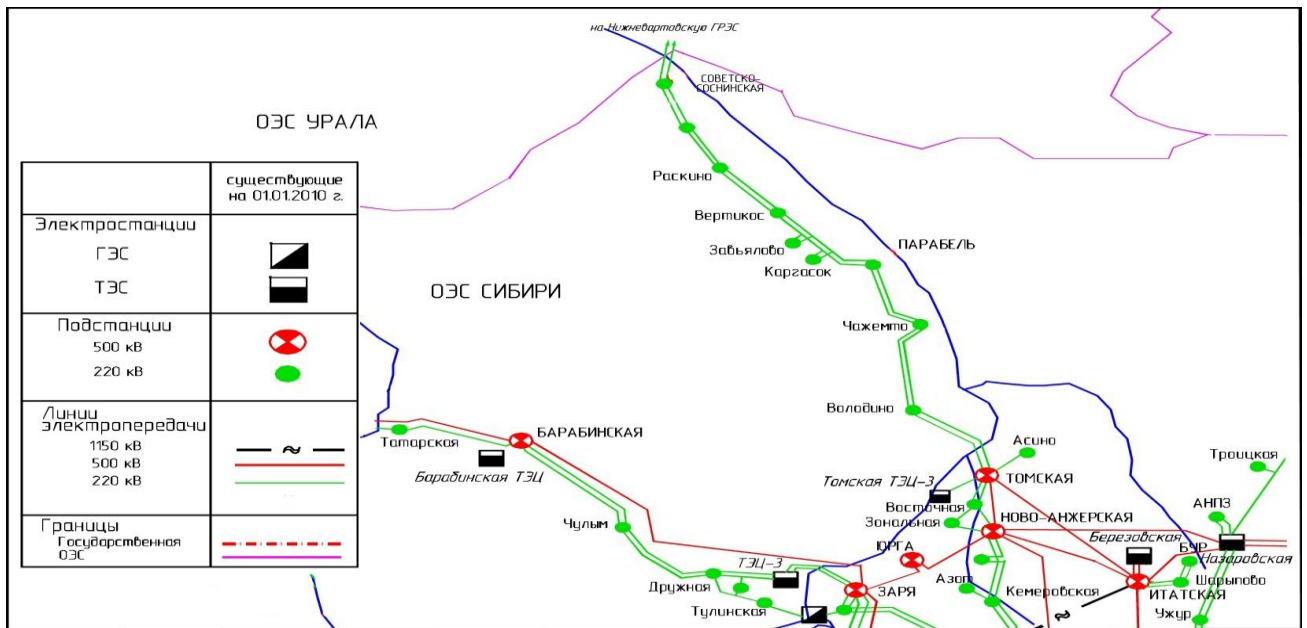 на Нижневартовскую ГРЭС
СОВЕТСКО-
СОСНИНСКАЯ
ОЭС УРАЛА
существующие
на 01.01.2010 г.
Электростанции
ГЭС
ТЭС
Подстанции
500 кВ
220 кВ
Линии
электропередачи
1150 кВ
500 кВ
220 кВ
Границы
Государственная
ОЭС
Раскино
Вертикос
Завьялово
Каргасок
ПАРАБЕЛЬ
ОЭС СИБИРИ
Чажемто
Володино
Татарская
БАРАБИНСКАЯ
Барабинская ТЭЦ
Асино
Троицкая
Томская ТЭЦ-3
ТОМСКАЯ
Восточная
Зональная
НОВО-АНЖЕРСКАЯ
АНПЗ
Чулым
ЮРГА
Березовская
БУР
Назаровская
ТЭЦ-3
Дружная
ЗАРЯ
Азот
Кемеровская
ИТАТСКАЯ
Шарыпово
Тулинская
Ужур